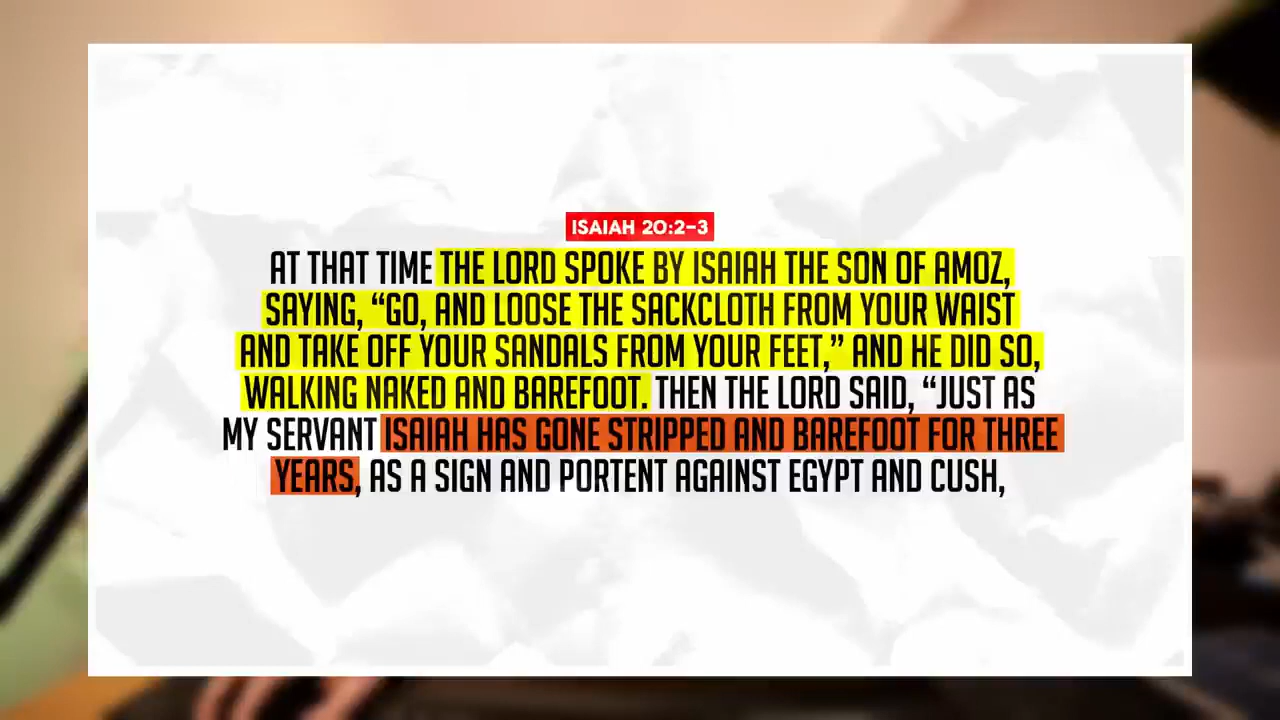 ISAIAH 20:2-3
AT THAT TIME THE LORD SPOKE BY ISAIAH THE SON OF AMOZ,
SAYING, “GO, AND LOOSE THE SACKCLOTH FROM YOUR WAIST
AND TAKE OFF YOUR SANDALS FROM YOUR FEET,” AND HE DID SO,
WALKING NAKED AND BAREFOOT. THEN THE LORD SAID, “JUST AS
MY SERVANT ISAIAH HAS GONE STRIPPED AND BAREFOOT FOR THREE
YEARS, AS A SIGN AND PORTENT AGAINST EGYPT AND CUSH,